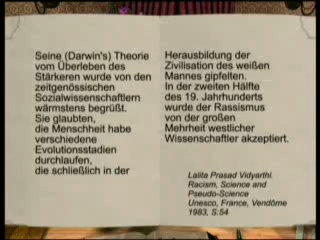 Seine (Darwin's) Theorie
vom Überleben des
Stärkeren wurde von den
zeitgenössischen
Sozialwissenschaftlern
wärmstens begrüßt.
Sie glaubten,
die Menschheit habe
verschiedene
Evolutionsstadien
durchlaufen,
die schließlich in der
Herausbildung der
Zivilisation des weißen
Mannes gipfelten.
In der zweiten Hälfte
des 19. Jahrhunderts
wurde der Rassismus
von der großen
Mehrheit westlicher
Wissenschaftler akzeptiert.
Lalita Prasad Vidyarthi.
Racism, Science and
Pseudo-Science
Unesco, France, Vendôme
1983, S.54